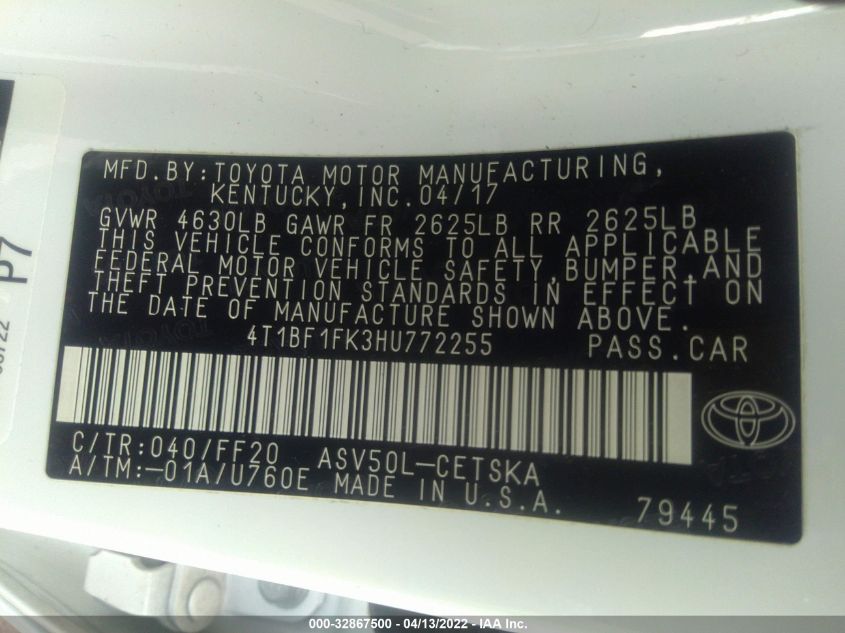 MFD.BY:TOYOTA MOTOR MANUFACTURING,
KENTUCKY,INC.04/17
GVWR 4630LB GAWR FR 2625LB RR 2625LB
THIS VEHICLE CONFORMS TO ALL APPLICABLE
FEDERAL MOTOR VEHICLE SAFETY,BUMPER,AND
THEFT PREVENTION STANDARDS IN EFFECT ON
THE DATE OF MANUFACTURE SHOWN ABOVE.
4T1BF1FK3HU772255 PASS.CAR
C/TR:040/FF20 ASV50L-CETSKA
A/TM:-01A/U760E MADE IN U.S.A.
79445
P7
000-32867500 - 04/13/2022 - IAA Inc.